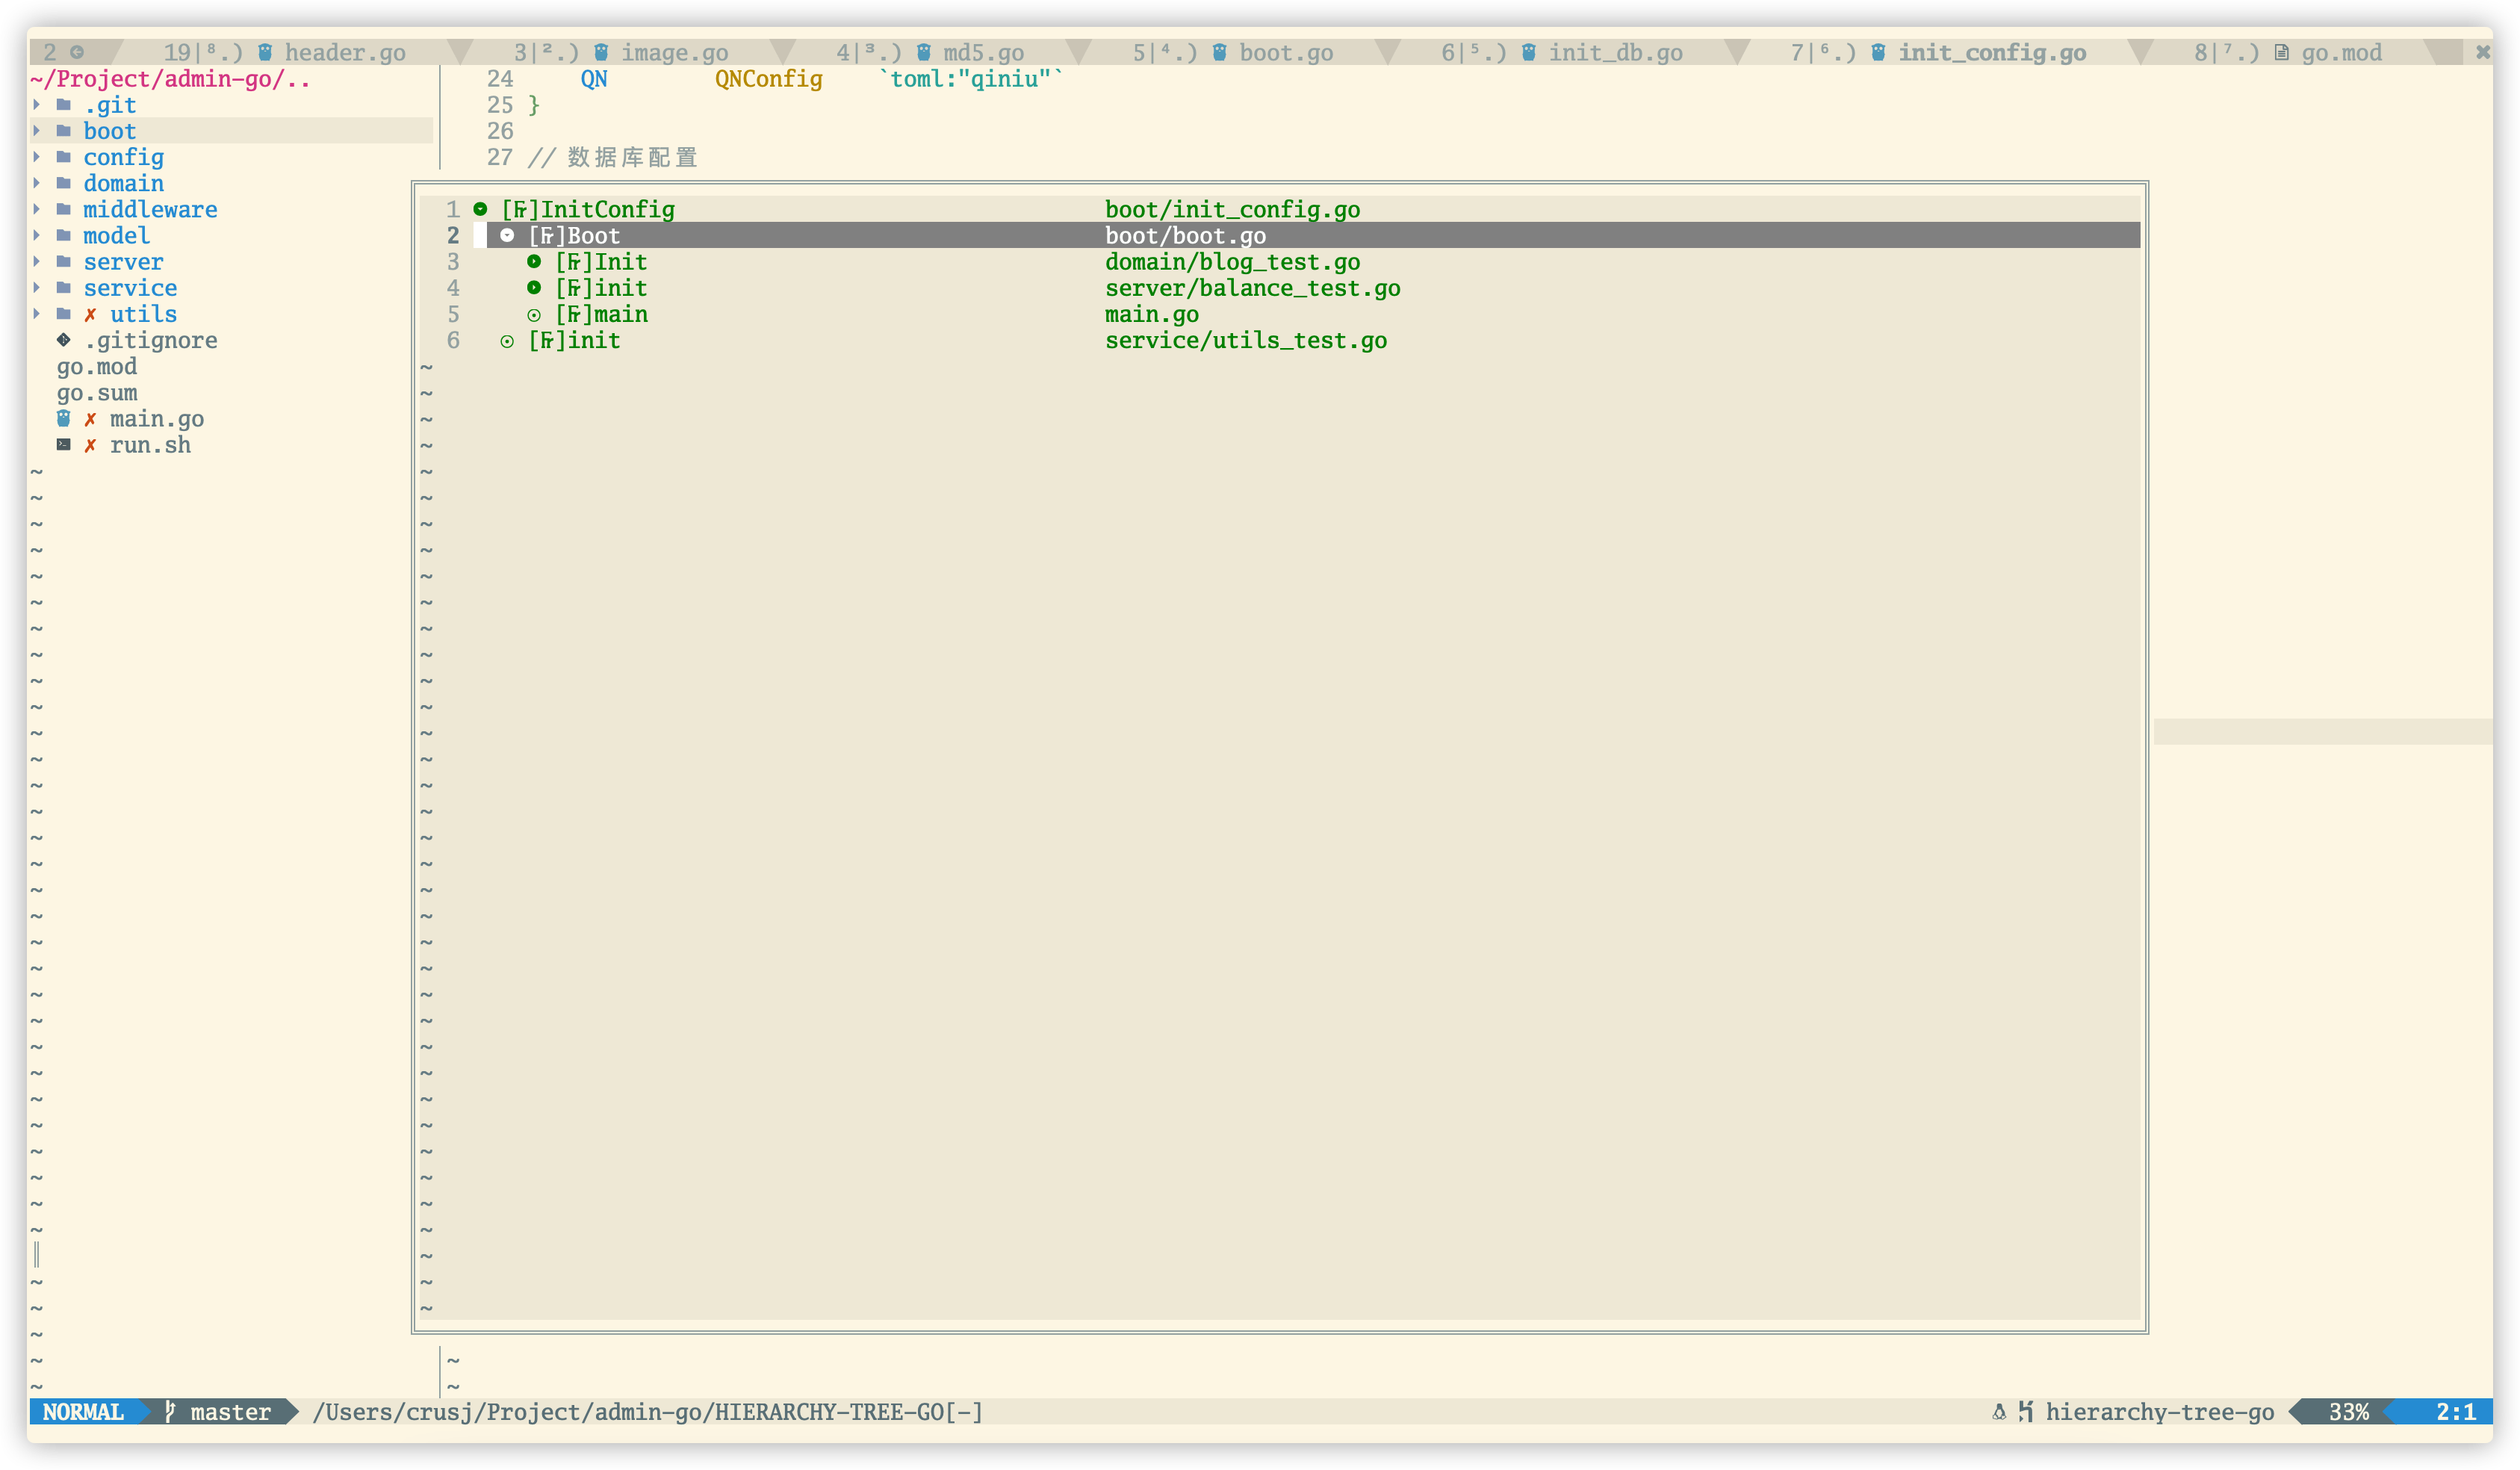 2 19|⁸.) header.go 3|².) image.go 4|³.) md5.go 5|⁴.) boot.go 6|⁵.) init_db.go 7|⁶.) init_config.go 8|⁷.) go.mod
~/Project/admin-go/..
.git
boot
config
domain
middleware
model
server
service
✗ utils
.gitignore
go.mod
go.sum
✗ main.go
✗ run.sh
24 QN QNConfig `toml:"qiniu"`
25 }
26
27 // 数据库配置
1 []InitConfig boot/init_config.go
2 []Boot boot/boot.go
3 []Init domain/blog_test.go
4 []init server/balance_test.go
5 []main main.go
6 []init service/utils_test.go
NORMAL master /Users/crusj/Project/admin-go/HIERARCHY-TREE-GO[-] hierarchy-tree-go 33% 2:1